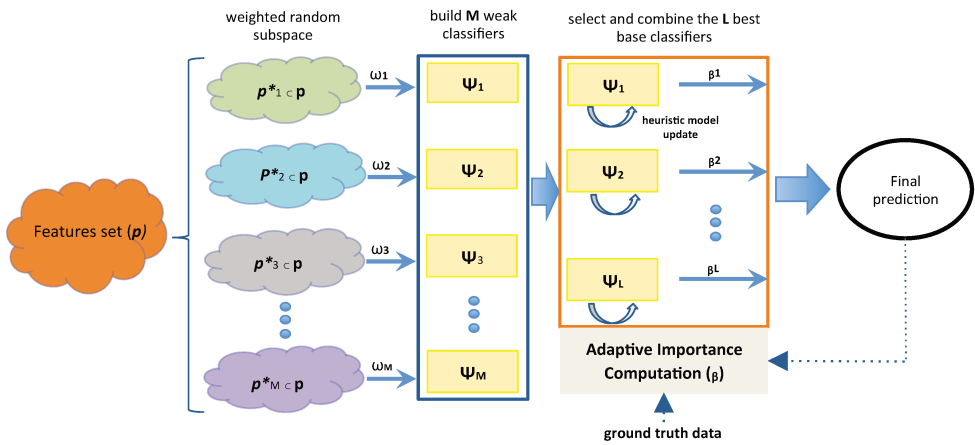 weighted random
subspace
build M weak
classifiers
select and combine the L best
base classifiers
Features set (p)
p*1 ⊂ p
ω1
P*2 ⊂ p
ω2
p*3 ⊂ p
ω3
p*M ⊂ p
ωM
Ψ1
Ψ2
Ψ3
ΨM
Ψ1
β1
heuristic model
update
Ψ2
β2
ΨL
βL
Adaptive Importance
Computation (β)
ground truth data
Final
prediction